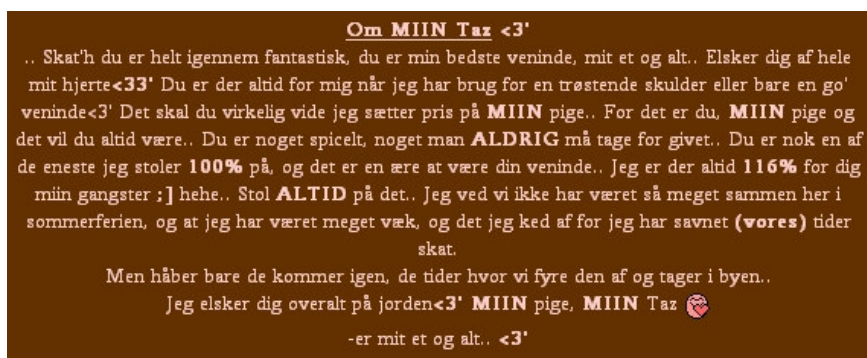 Om MIIN Taz <3'
.. Skat'h du er helt igennem fantastisk, du er min bedste veninde, mit et og alt.. Elsker dig af hele
mit hjerte<33' Du er der altid for mig når jeg har brug for en trøstende skulder eller bare en go'
veninde<3' Det skal du virkelig vide jeg sætter pris på MIIN pige.. For det er du, MIIN pige og
det vil du altid være.. Du er noget spicelt, noget man ALDRIG må tage for givet.. Du er nok en af
de eneste jeg stoler 100% på, og det er en ære at være din veninde.. Jeg er der altid 116% for dig
miin gangster ;] hehe.. Stol ALTID på det.. Jeg ved vi ikke har været så meget sammen her i
sommerferien, og at jeg har været meget væk, og det jeg ked af for jeg har savnet (vores) tider
skat.
Men håber bare de kommer igen, de tider hvor vi fyre den af og tager i byen..
Jeg elsker dig overalt på jorden<3' MIIN pige, MIIN Taz
-er mit et og alt.. <3'